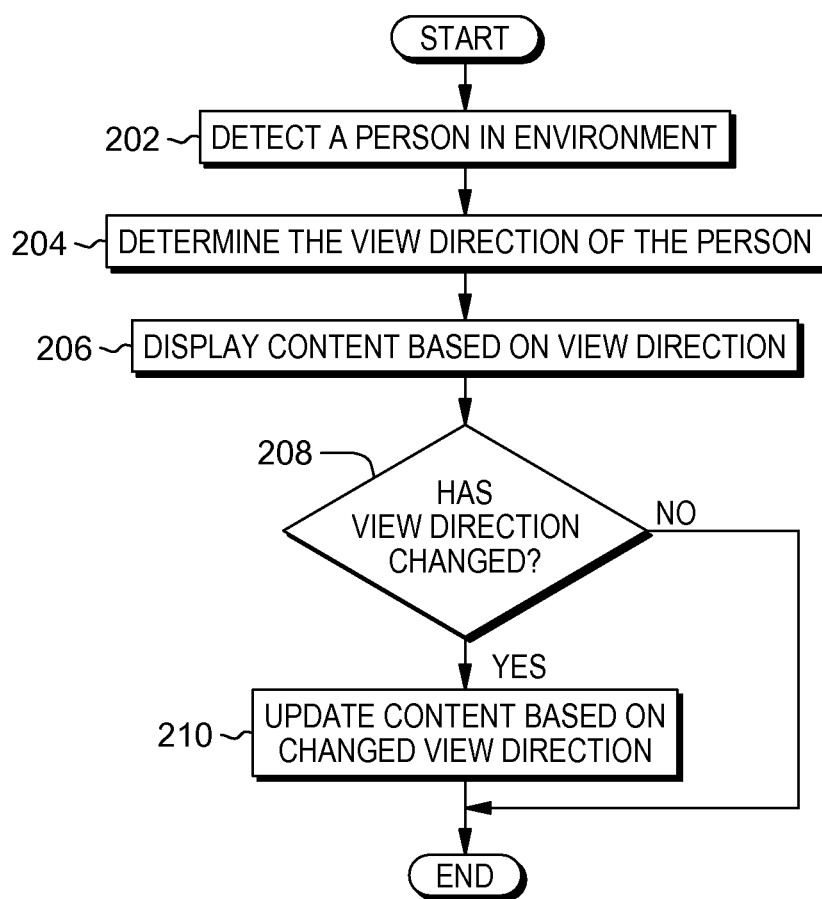 START
202 DETECT A PERSON IN ENVIRONMENT
204 DETERMINE THE VIEW DIRECTION OF THE PERSON
206 DISPLAY CONTENT BASED ON VIEW DIRECTION
208
HAS
VIEW DIRECTION
CHANGED?
NO
YES
210
UPDATE CONTENT BASED ON
CHANGED VIEW DIRECTION
END